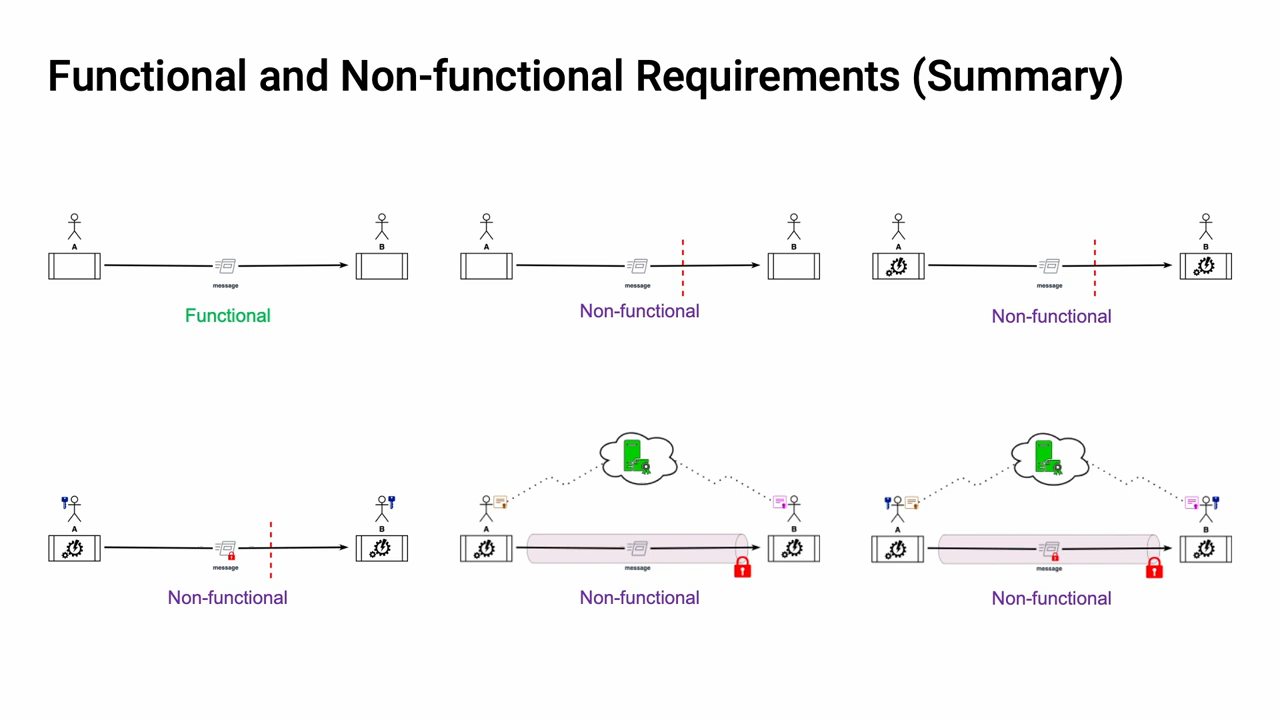 Functional and Non-functional Requirements (Summary)
A
B
message
Functional
A
B
message
Non-functional
A
B
message
Non-functional
A
B
message
Non-functional
A
B
message
Non-functional
A
B
message
Non-functional